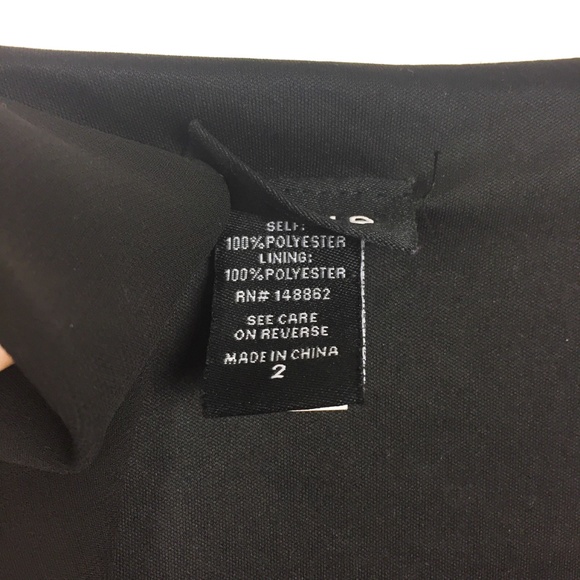 SELF:
100%POLYESTER
LINING:
100%POLYESTER
RN# 148862
SEE CARE
ON REVERSE
MADE IN CHINA
2